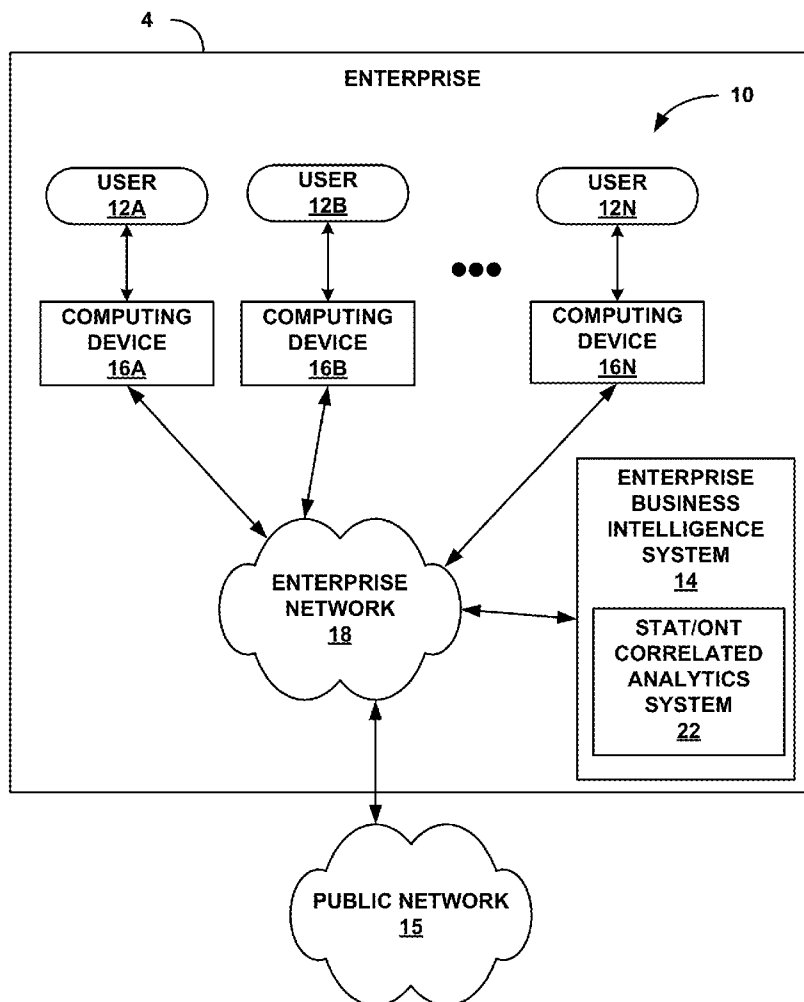 4
ENTERPRISE
10
USER
12A
USER
12B
USER
12N
COMPUTING
DEVICE
16A
COMPUTING
DEVICE
16B
COMPUTING
DEVICE
16N
ENTERPRISE
NETWORK
18
ENTERPRISE
BUSINESS
INTELLIGENCE
SYSTEM
14
STAT/ONT
CORRELATED
ANALYTICS
SYSTEM
22
PUBLIC NETWORK
15